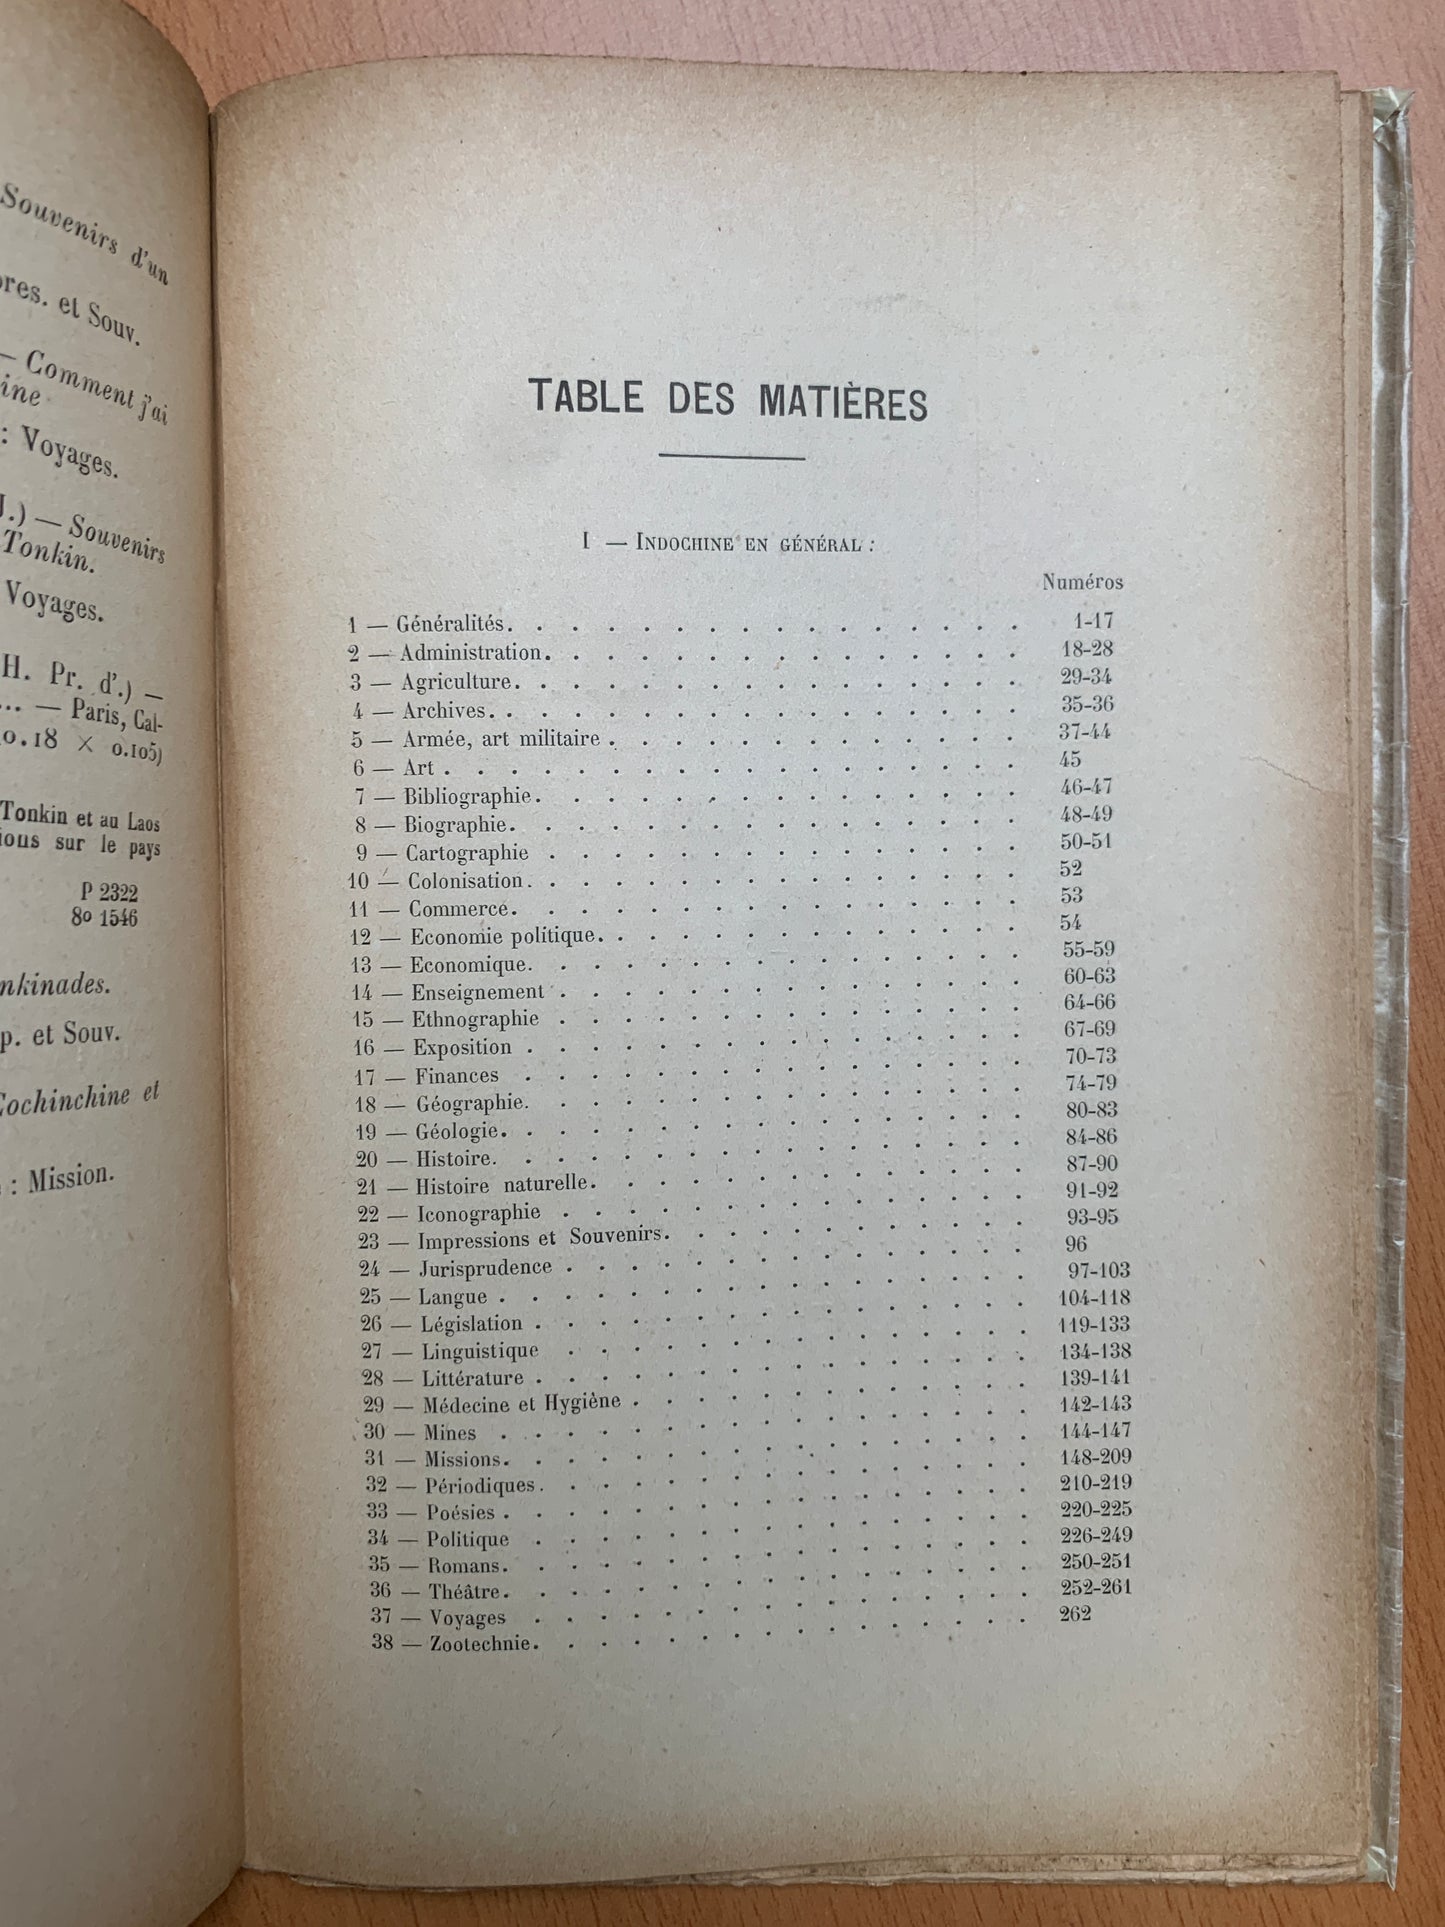 Souvenirs d'un
et Souv.
— Comment j'ai
: Voyages.
J.) — Souvenirs
Tonkin.
Voyages.
H. Pr. d'.) —
... — Paris, Cal-
0.18 × 0.105)
Tonkin et au Laos
sur le pays
P 2322
8º 1546
et Souv.
Cochinchine et
: Mission.
TABLE DES MATIÈRES
I — INDOCHINE EN GÉNÉRAL :
Numéros
1 — Généralités. . . . . . . . . . . . . . . . 1-17
2 — Administration. . . . . . . . . . . . . . . 18-28
3 — Agriculture. . . . . . . . . . . . . . . . 29-34
4 — Archives. . . . . . . . . . . . . . . . . 35-36
5 — Armée, art militaire . . . . . . . . . . . . . 37-44
6 — Art . . . . . . . . . . . . . . . . . . 45
7 — Bibliographie. . . . . . . . . . . . . . . 46-47
8 — Biographie. . . . . . . . . . . . . . . . 48-49
9 — Cartographie . . . . . . . . . . . . . . . 50-51
10 — Colonisation. . . . . . . . . . . . . . . . 52
11 — Commerce. . . . . . . . . . . . . . . . 53
12 — Economie politique. . . . . . . . . . . . . . 54
13 — Economique. . . . . . . . . . . . . . . 55-59
14 — Enseignement . . . . . . . . . . . . . . . 60-63
15 — Ethnographie . . . . . . . . . . . . . . . 64-66
16 — Exposition . . . . . . . . . . . . . . . . 67-69
17 — Finances . . . . . . . . . . . . . . . . 70-73
18 — Géographie. . . . . . . . . . . . . . . 74-79
19 — Géologie. . . . . . . . . . . . . . . . . 80-83
20 — Histoire. . . . . . . . . . . . . . . . . 84-86
21 — Histoire naturelle. . . . . . . . . . . . . . 87-90
22 — Iconographie . . . . . . . . . . . . . . . 91-92
23 — Impressions et Souvenirs. . . . . . . . . . . . 93-95
24 — Jurisprudence . . . . . . . . . . . . . . . 96
25 — Langue . . . . . . . . . . . . . . . . . 97-103
26 — Législation . . . . . . . . . . . . . . . . 104-118
27 — Linguistique . . . . . . . . . . . . . . . 119-133
28 — Littérature . . . . . . . . . . . . . . . . 134-138
29 — Médecine et Hygiène . . . . . . . . . . . . . 139-141
30 — Mines . . . . . . . . . . . . . . . . . 142-143
31 — Missions. . . . . . . . . . . . . . . . . 144-147
32 — Périodiques. . . . . . . . . . . . . . . . 148-209
33 — Poésies . . . . . . . . . . . . . . . . . 210-219
34 — Politique . . . . . . . . . . . . . . . . 220-225
35 — Romans. . . . . . . . . . . . . . . . . 226-249
36 — Théâtre. . . . . . . . . . . . . . . . . 250-251
37 — Voyages . . . . . . . . . . . . . . . . 252-261
38 — Zootechnie. . . . . . . . . . . . . . . . 262